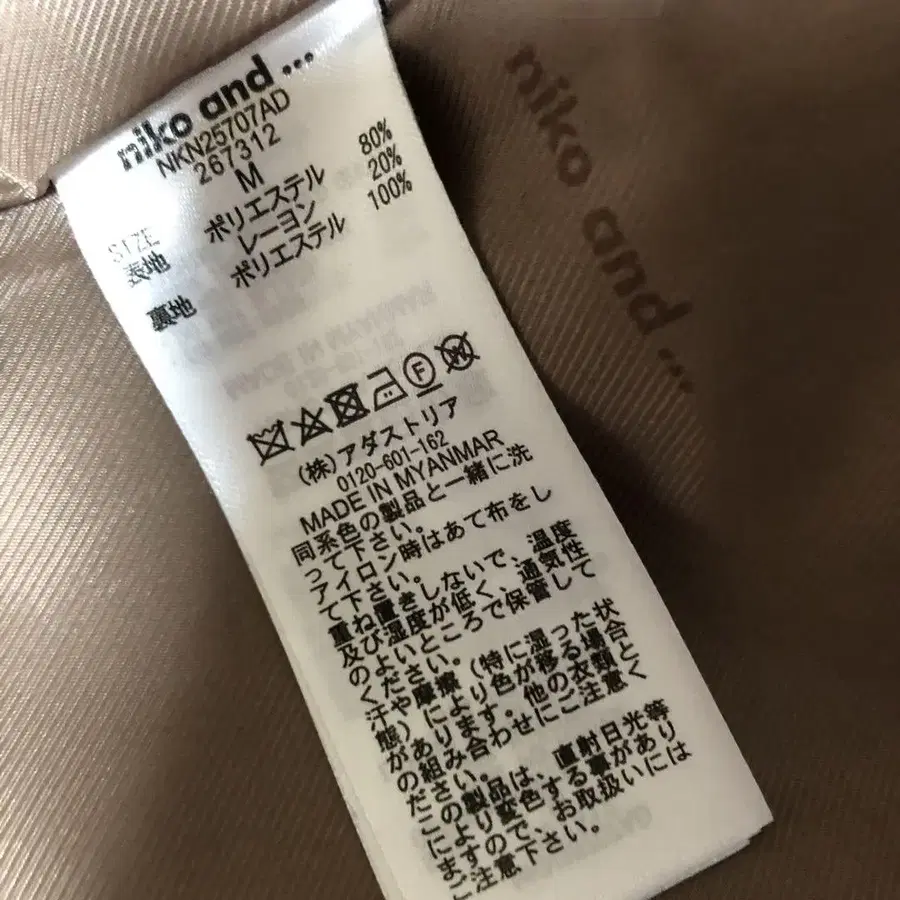 niko and ...
NKN25707AD
267312
SIZE M
表地 ポリエステル 80%
レーヨン 20%
裏地 ポリエステル 100%
F
W
(株)アダストリア
0120-601-162
MADE IN MYANMAR
同系色の製品と一緒に洗
って下さい。
アイロン時はあて布をし
て下さい。
重ね置きしないで、温度
及び湿度が低く、通気性
のよいところで保管して
ください。
汗や摩擦(特に湿った状
態)により色が移る場合
があります。他の衣類と
の組み合わせにご注意く
ださい。
この製品は、直射日光等
により変色する事があり
ますので、お取扱いには
ご注意下さい。
niko and ...